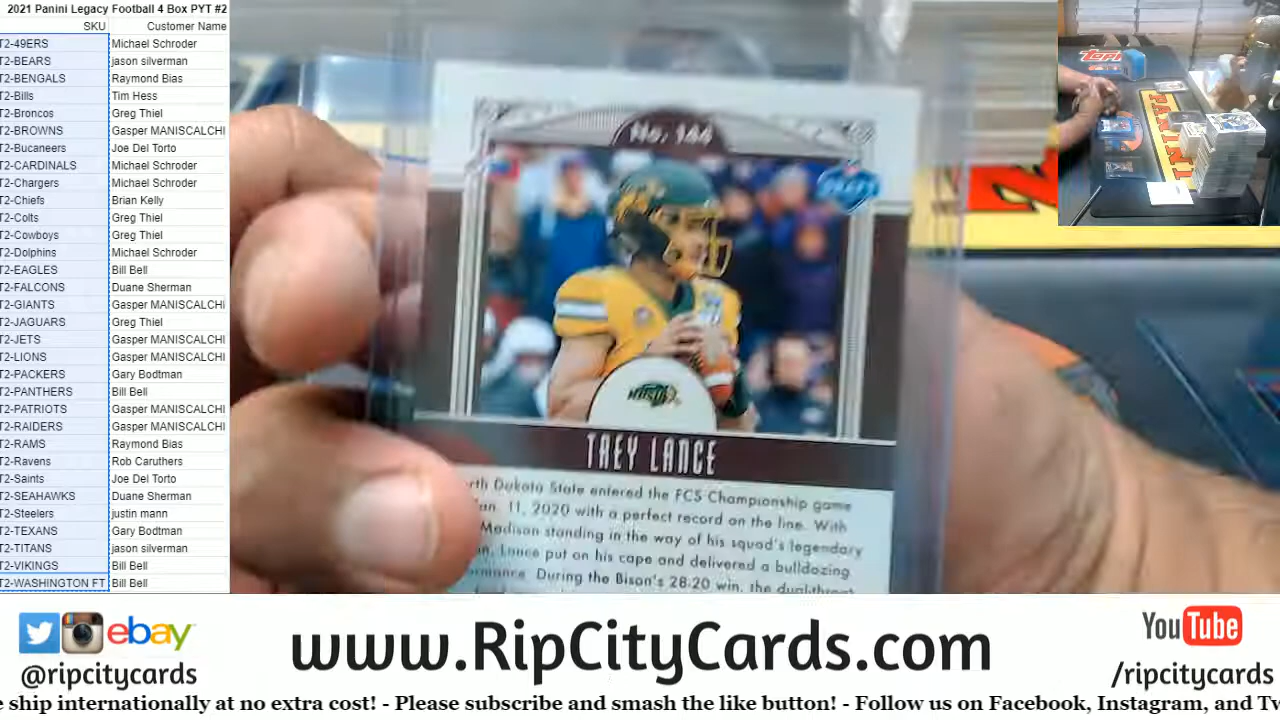 2021 Panini Legacy Football 4 Box PYT #2
SKU Customer Name
T2-49ERS Michael Schroder
T2-BEARS jason silverman
T2-BENGALS Raymond Bias
T2-Bills Tim Hess
T2-Broncos Greg Thiel
T2-BROWNS Gasper MANISCALCHI
T2-Bucaneers Joe Del Torto
T2-CARDINALS Michael Schroder
T2-Chargers Michael Schroder
T2-Chiefs Brian Kelly
T2-Colts Greg Thiel
T2-Cowboys Greg Thiel
T2-Dolphins Michael Schroder
T2-EAGLES Bill Bell
T2-FALCONS Duane Sherman
T2-GIANTS Gasper MANISCALCHI
T2-JAGUARS Greg Thiel
T2-JETS Gasper MANISCALCHI
T2-LIONS Gasper MANISCALCHI
T2-PACKERS Gary Bodtman
T2-PANTHERS Bill Bell
T2-PATRIOTS Gasper MANISCALCHI
T2-RAIDERS Gasper MANISCALCHI
T2-RAMS Raymond Bias
T2-Ravens Rob Caruthers
T2-Saints Joe Del Torto
T2-SEAHAWKS Duane Sherman
T2-Steelers justin mann
T2-TEXANS Gary Bodtman
T2-TITANS jason silverman
T2-VIKINGS Bill Bell
T2-WASHINGTON FT Bill Bell
No. 144
NDSU
TREY LANCE
rth Dakota State entered the FCS Championship game
Jan. 11, 2020 with a perfect record on the line. With
Madison standing in the way of his squad's legendary
n, Lance put on his cape and delivered a bulldozing
rmance. During the Bison's 28-20 win, the dual-threat
Topps
PANINI
ebay
@ripcitycards
www.RipCityCards.com
YouTube
/ripcitycards
e ship internationally at no extra cost! - Please subscribe and smash the like button! - Follow us on Facebook, Instagram, and Tw